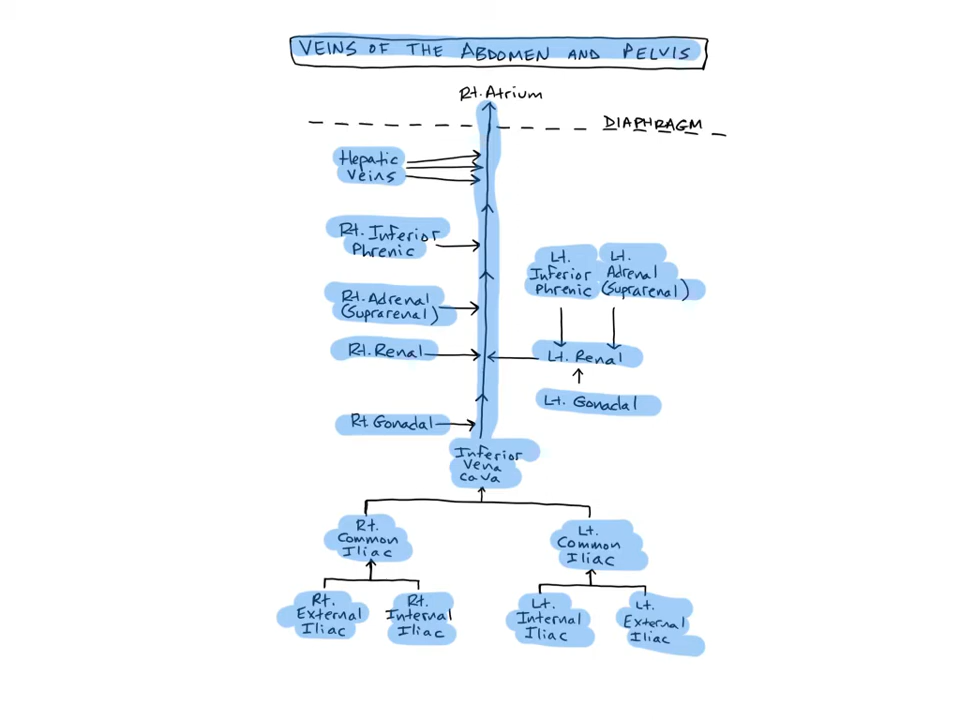 VEINS OF THE ABDOMEN AND PELVIS
Rt. Atrium
DIAPHRAGM
Hepatic
Veins
Rt. Inferior
Phrenic
Lt.
Inferior
Phrenic
Lt.
Adrenal
(Suprarenal)
Rt. Adrenal
(Suprarenal)
Rt. Renal
Lt. Renal
Lt. Gonadal
Rt Gonadal
Inferior
Vena
Cava
Rt.
Common
Iliac
Lt.
Common
Iliac
Rt.
External
Iliac
Rt.
Internal
Iliac
Lt.
Internal
Iliac
Lt.
External
Iliac